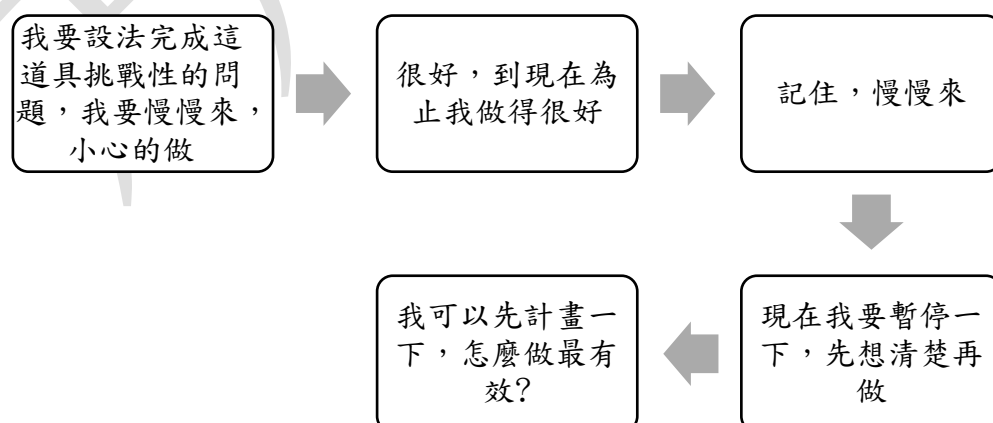 我要設法完成這
道具挑戰性的問
題，我要慢慢來，
小心的做
很好，到現在為
止我做得很好
記住，慢慢來
現在我要暫停一
下，先想清楚再
做
我可以先計畫一
下，怎麼做最有
效?